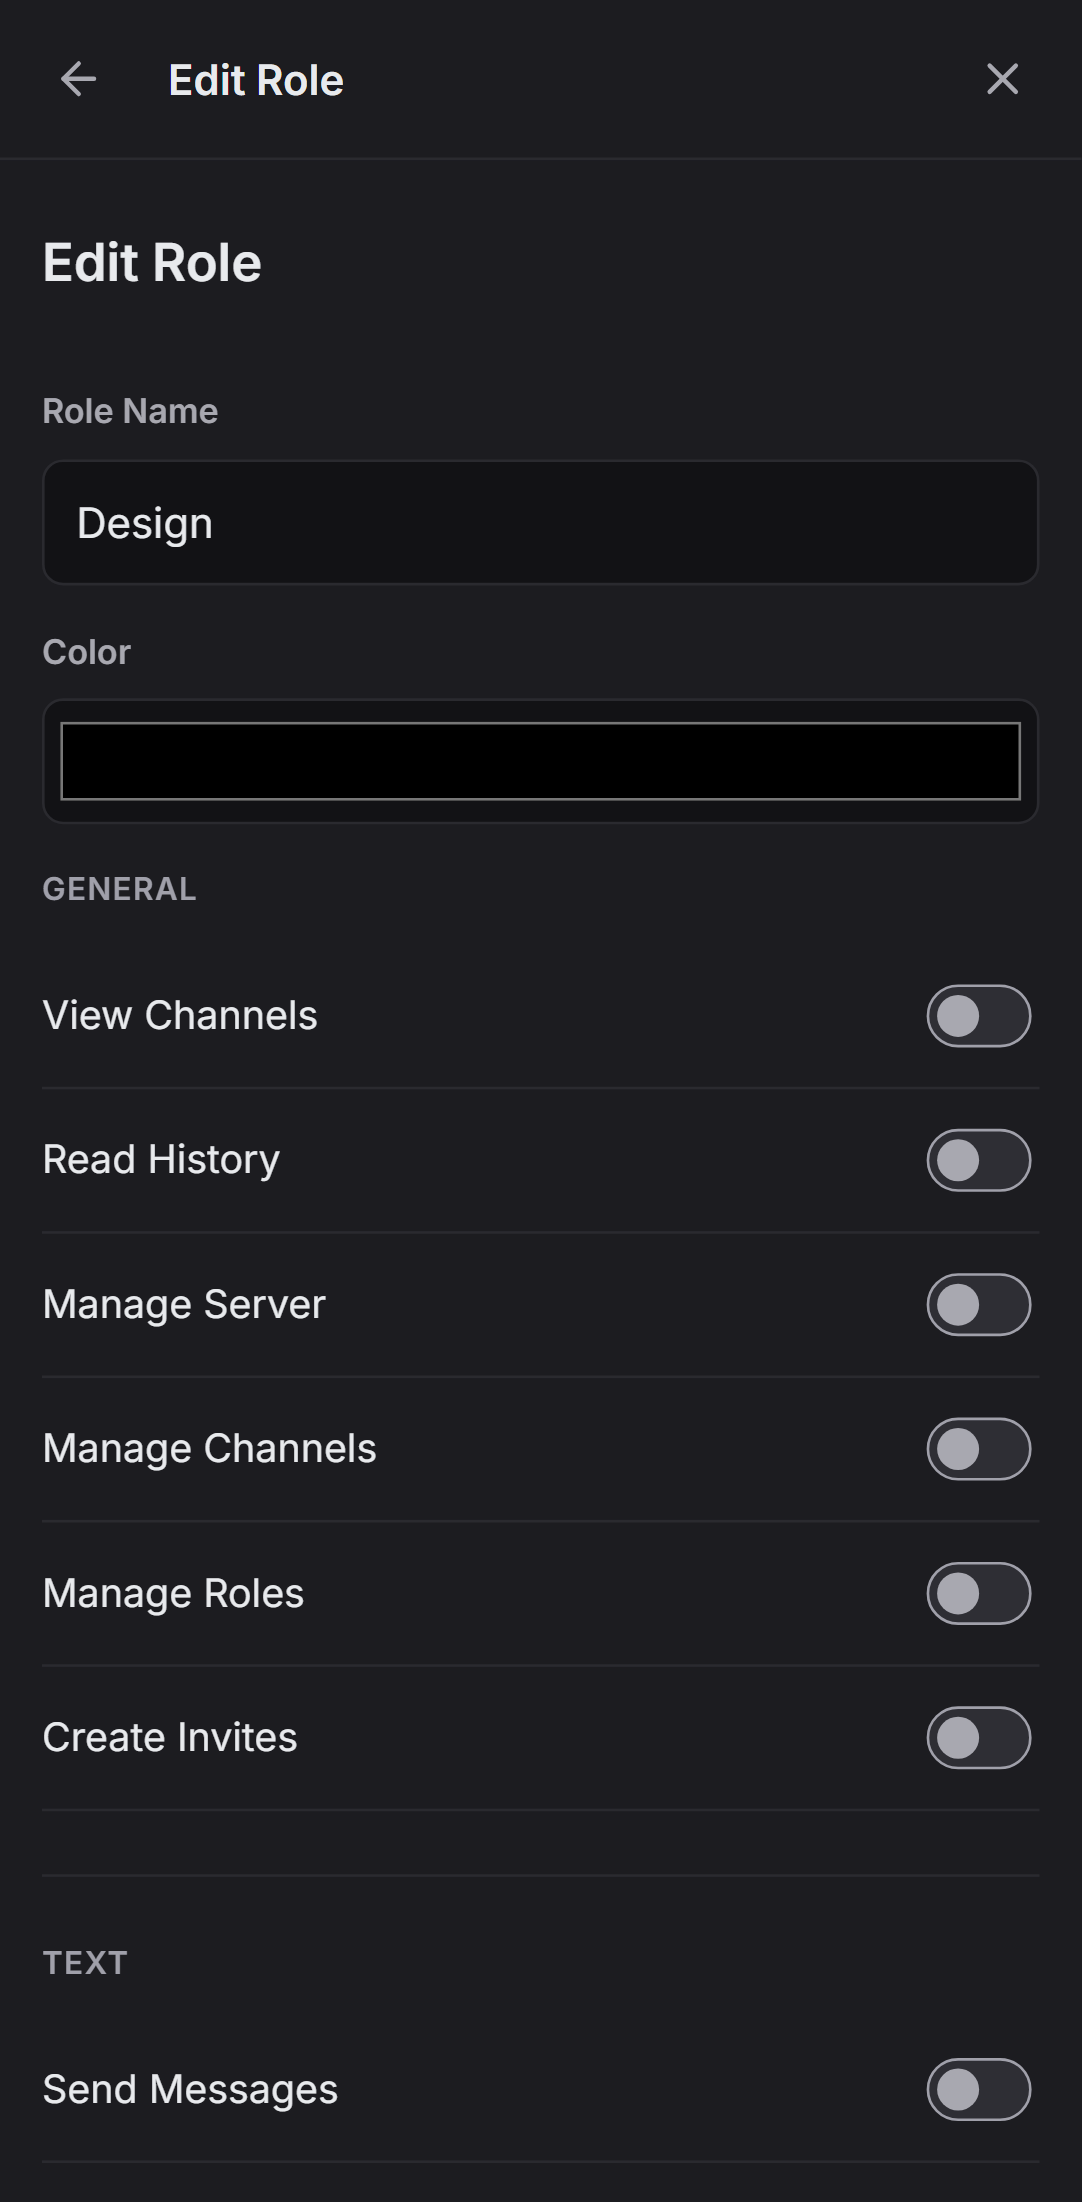 Edit Role
Edit Role
Role Name
Design
Color
GENERAL
View Channels
Read History
Manage Server
Manage Channels
Manage Roles
Create Invites
TEXT
Send Messages